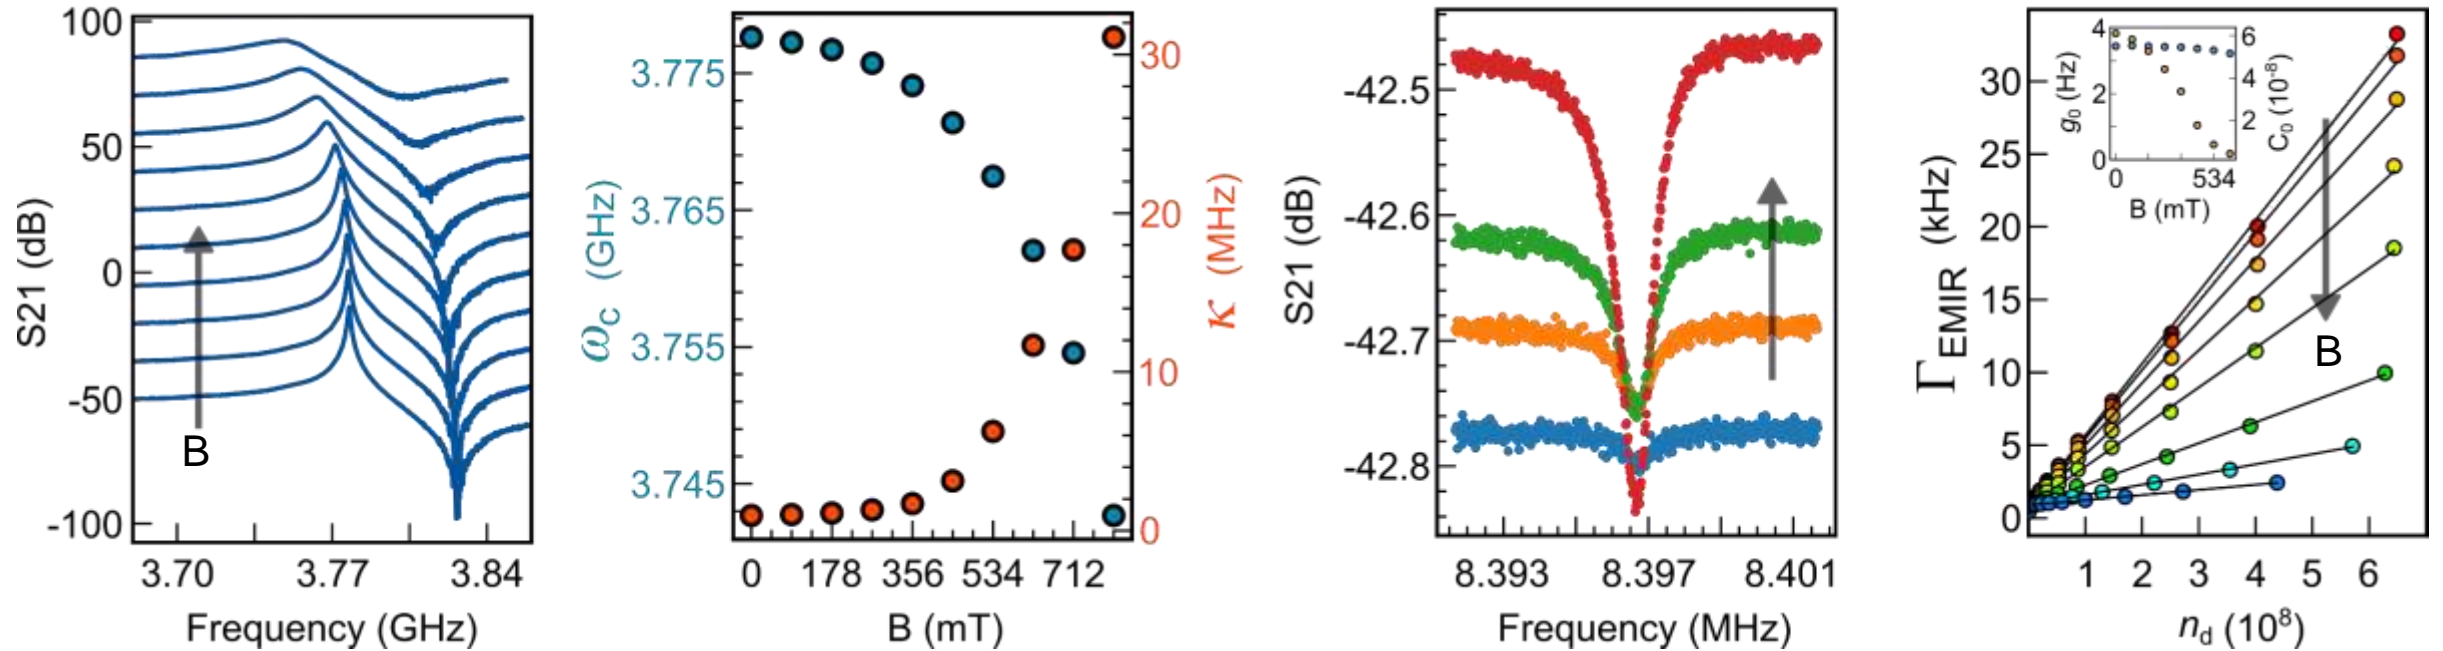 100
50
0
-50
-100
S21 (dB)
B
3.70 3.77 3.84
Frequency (GHz)
3.775
3.765
3.755
3.745
ωC (GHz)
30
20
10
0
κ (MHz)
0 178 356 534 712
B (mT)
-42.5
-42.6
-42.7
-42.8
S21 (dB)
8.393 8.397 8.401
Frequency (MHz)
30
25
20
15
10
5
0
ΓEMIR (kHz)
4
2
0
g0 (Hz)
6
4
2
C0 (10-8)
0 534
B (mT)
B
1 2 3 4 5 6
nd (10⁸)